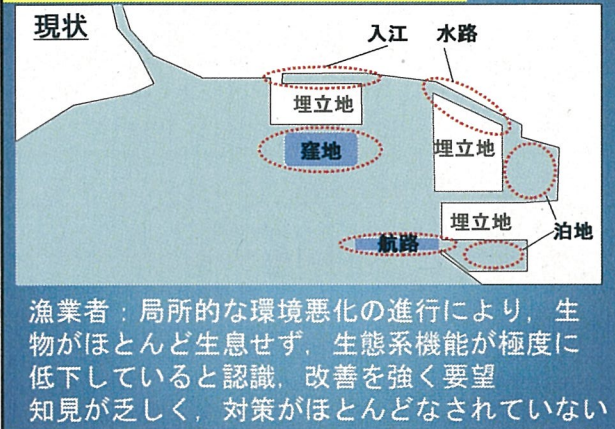 現状
入江 水路
埋立地
窪地
埋立地
埋立地
泊地
航路
漁業者：局所的な環境悪化の進行により，生
物がほとんど生息せず，生態系機能が極度に
低下していると認識，改善を強く要望
知見が乏しく，対策がほとんどなされていない